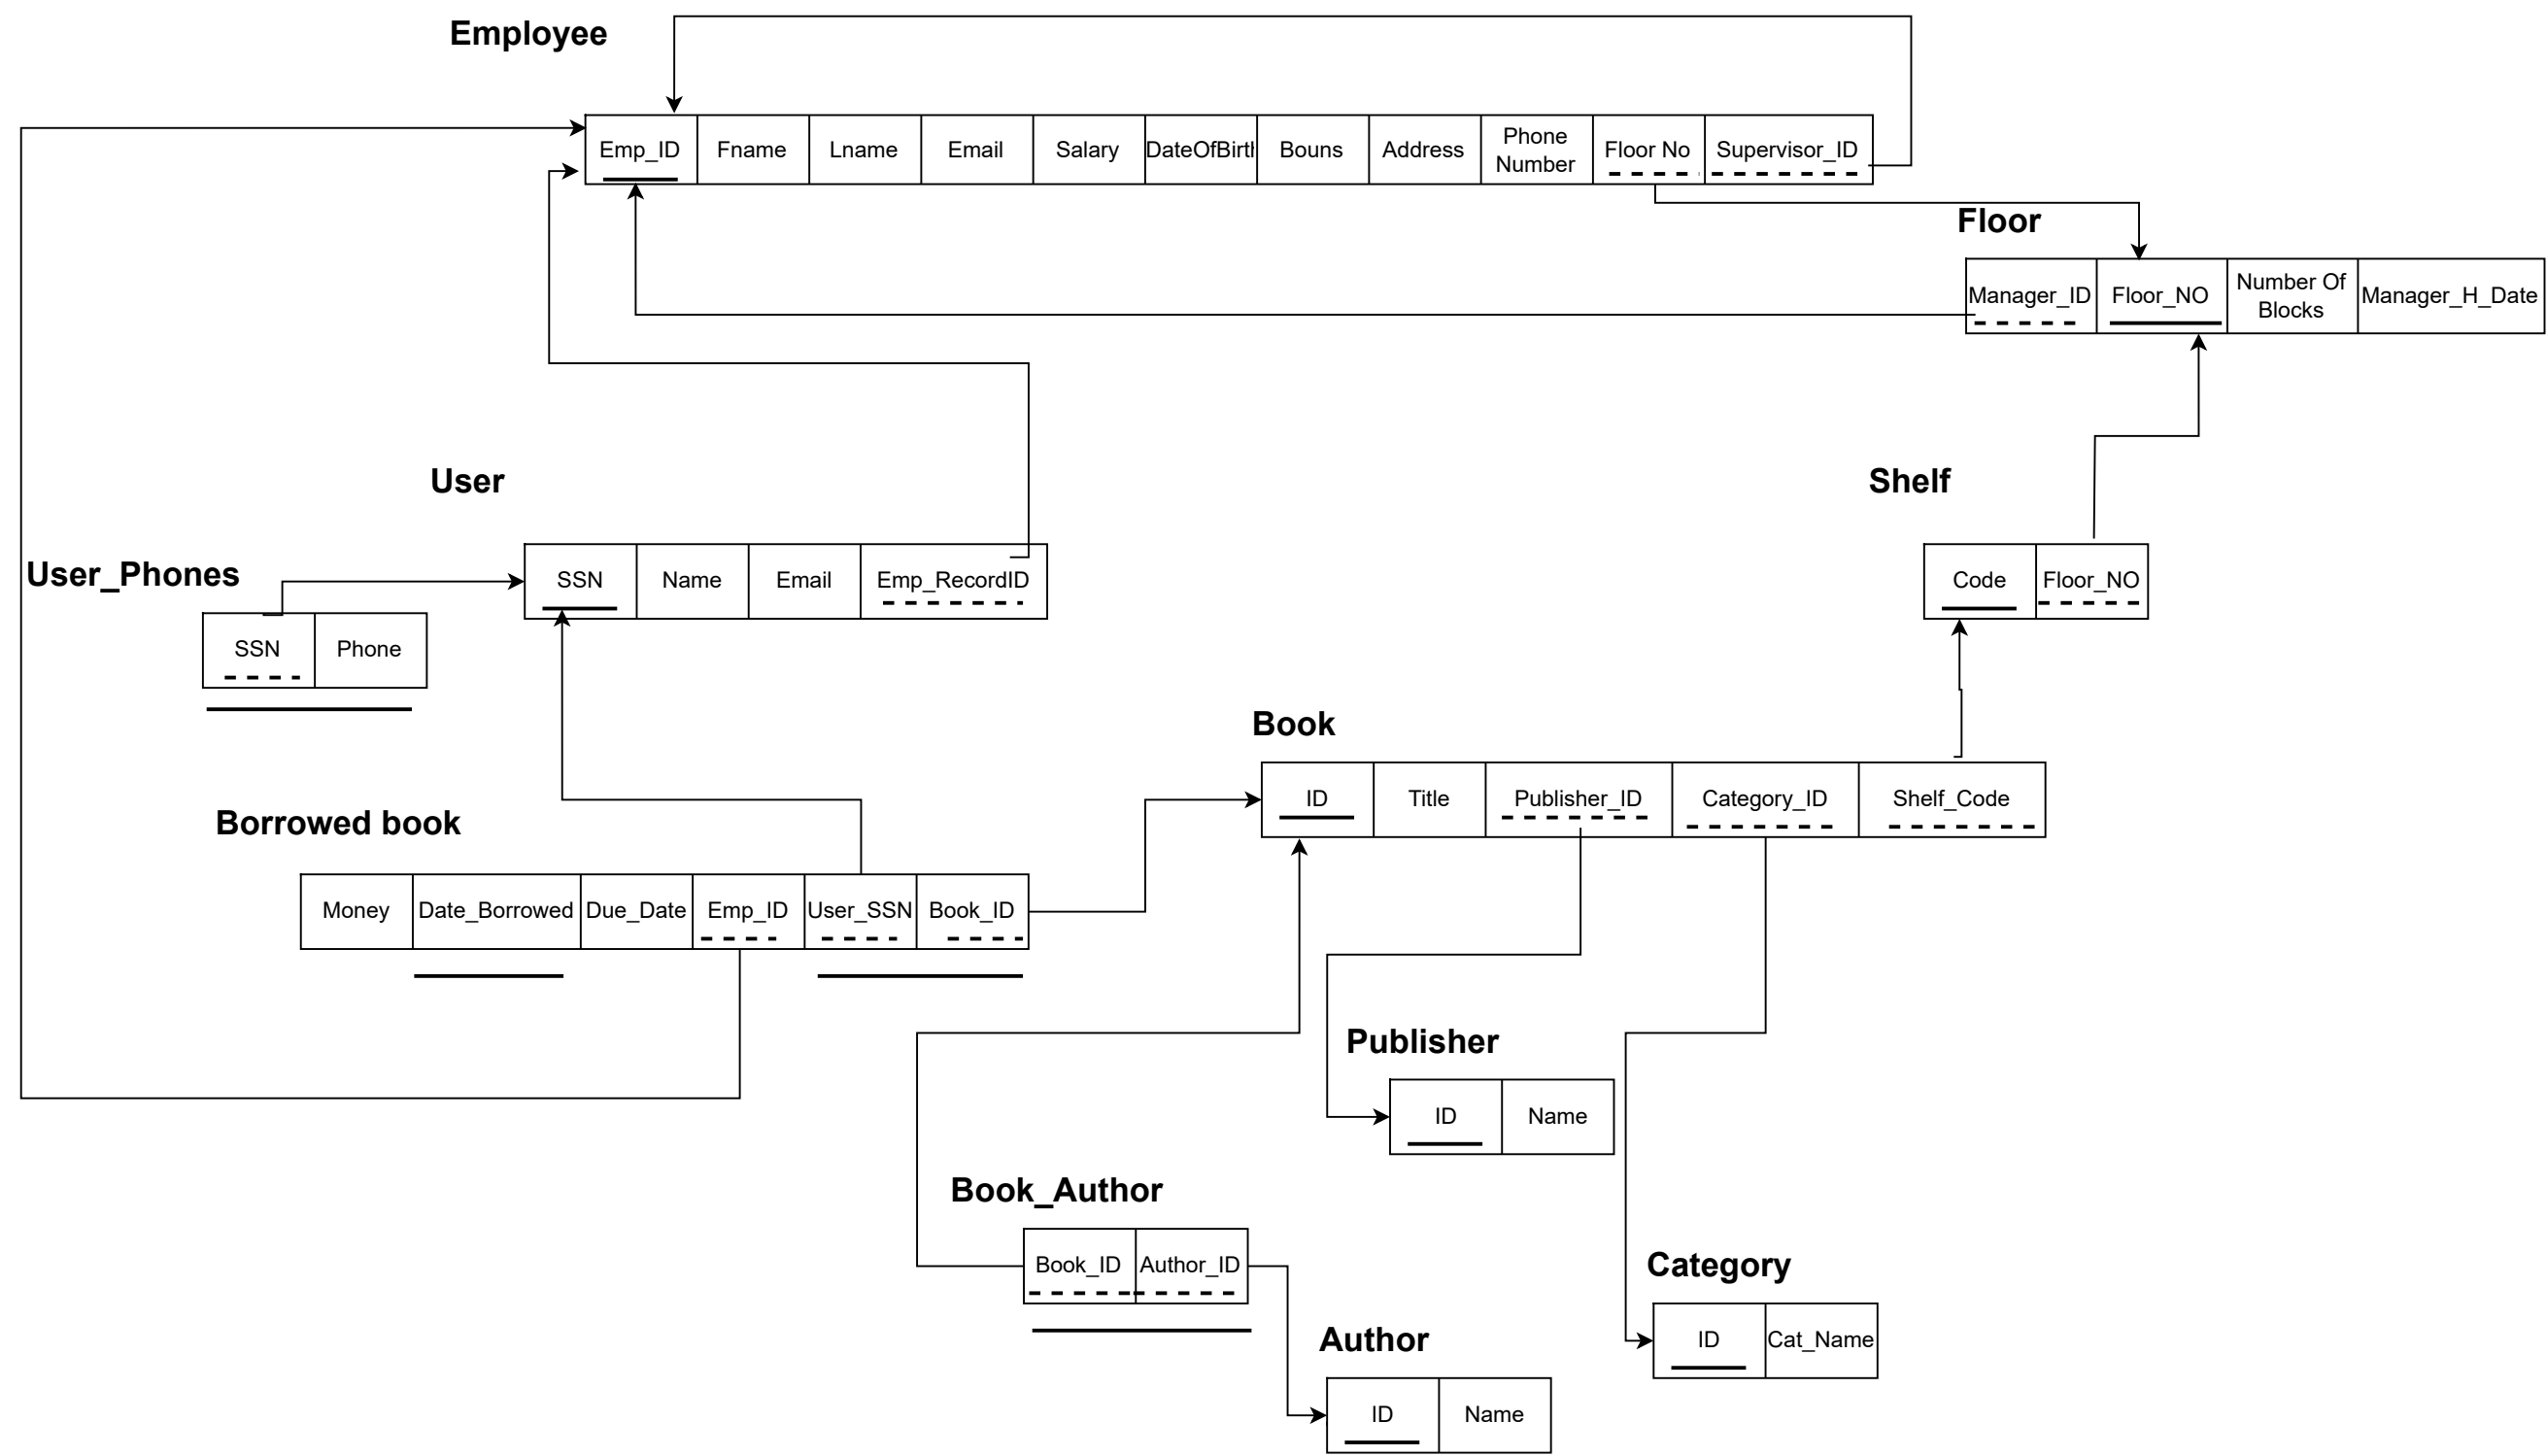 Employee
Emp_ID
Fname
Lname
Email
Salary
DateOfBirth
Bouns
Address
Phone
Number
Floor No
Supervisor_ID
Floor
Manager_ID
Floor_NO
Number Of
Blocks
Manager_H_Date
User
Shelf
User_Phones
SSN
Name
Email
Emp_RecordID
Code
Floor_NO
SSN
Phone
Book
ID
Title
Publisher_ID
Category_ID
Shelf_Code
Borrowed book
Money
Date_Borrowed
Due_Date
Emp_ID
User_SSN
Book_ID
Publisher
ID
Name
Book_Author
Book_ID
Author_ID
Category
ID
Cat_Name
Author
ID
Name